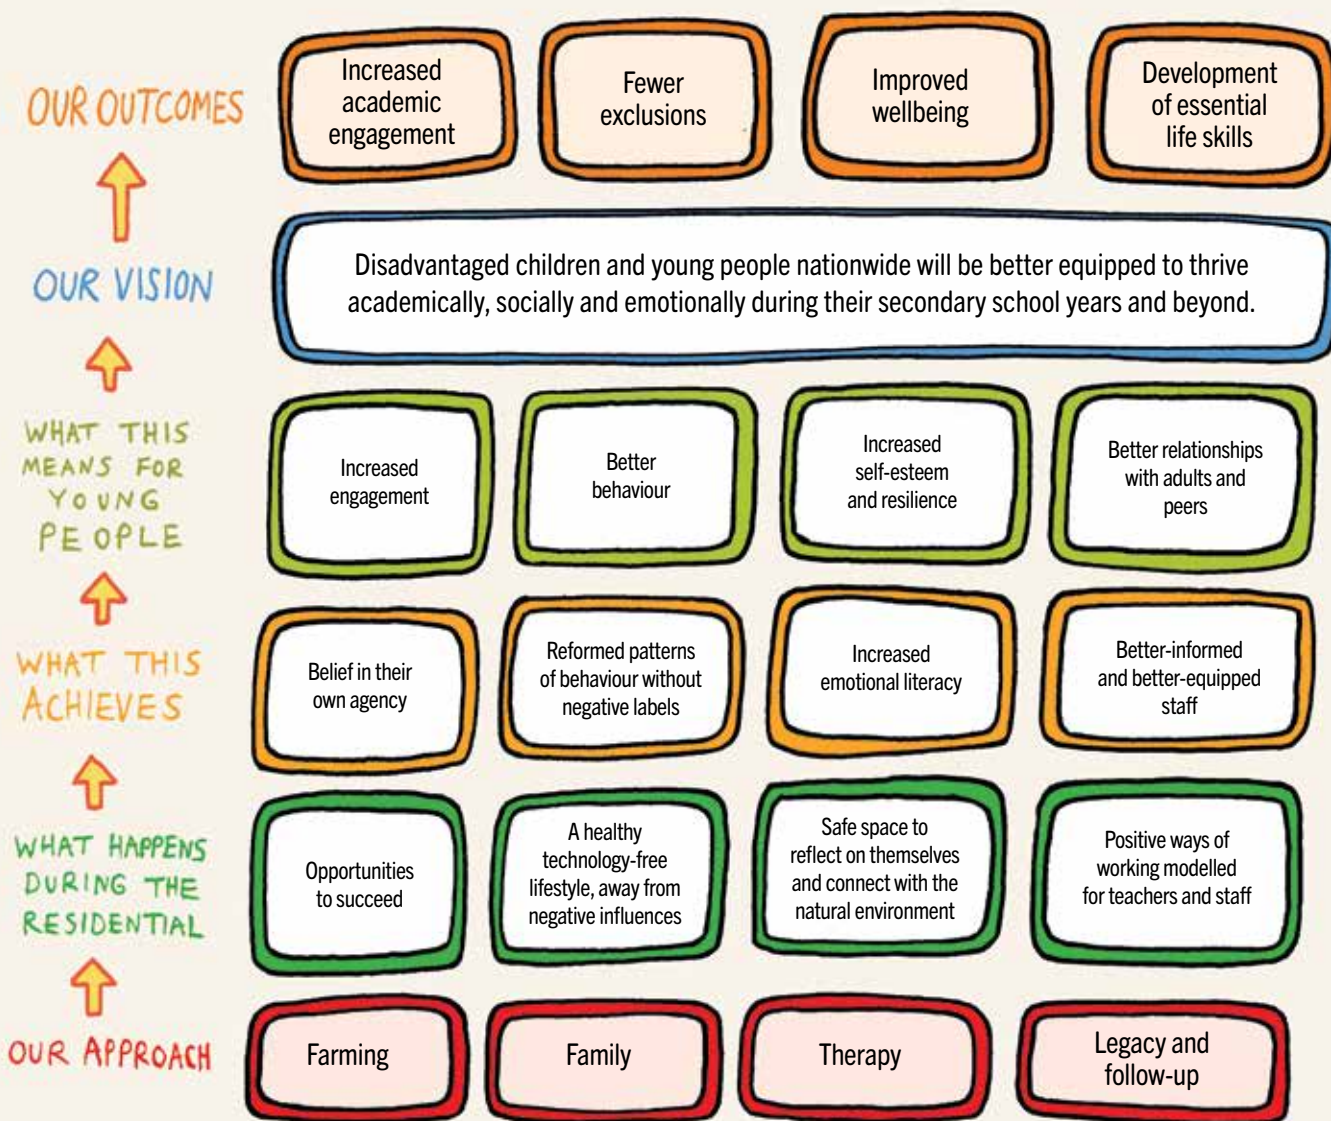 OUR OUTCOMES
Increased
academic
engagement
Fewer
exclusions
Improved
wellbeing
Development
of essential
life skills
OUR VISION
Disadvantaged children and young people nationwide will be better equipped to thrive
academically, socially and emotionally during their secondary school years and beyond.
WHAT THIS
MEANS FOR
YOUNG
PEOPLE
Increased
engagement
Better
behaviour
Increased
self-esteem
and resilience
Better relationships
with adults and
peers
WHAT THIS
ACHIEVES
Belief in their
own agency
Reformed patterns
of behaviour without
negative labels
Increased
emotional literacy
Better-informed
and better-equipped
staff
WHAT HAPPENS
DURING THE
RESIDENTIAL
Opportunities
to succeed
A healthy
technology-free
lifestyle, away from
negative influences
Safe space to
reflect on themselves
and connect with the
natural environment
Positive ways of
working modelled
for teachers and staff
OUR APPROACH
Farming
Family
Therapy
Legacy and
follow-up